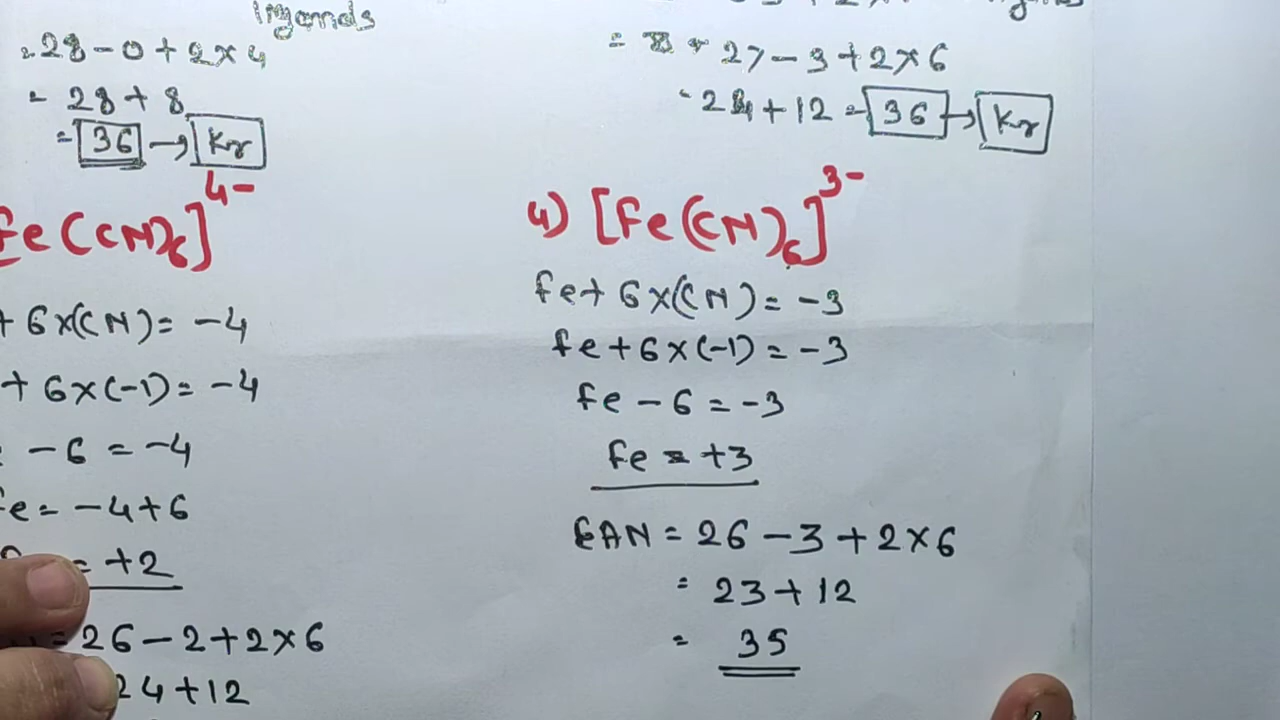 ligands
=28-0+2×4
= 28+8
= 36 → Kr
= 27-3+2×6
= 24+12 = 36 → Kr
Fe(CN)6]4-
+ 6×(CN)= -4
+ 6×(-1)= -4
-6 = -4
Fe= -4+6
= +2
=26-2+2×6
24+12
4) [Fe(CN)6]3-
Fe+ 6×(CN)= -3
Fe+6×(-1) = -3
Fe - 6 = -3
Fe = +3
EAN = 26-3+2×6
= 23+12
= 35